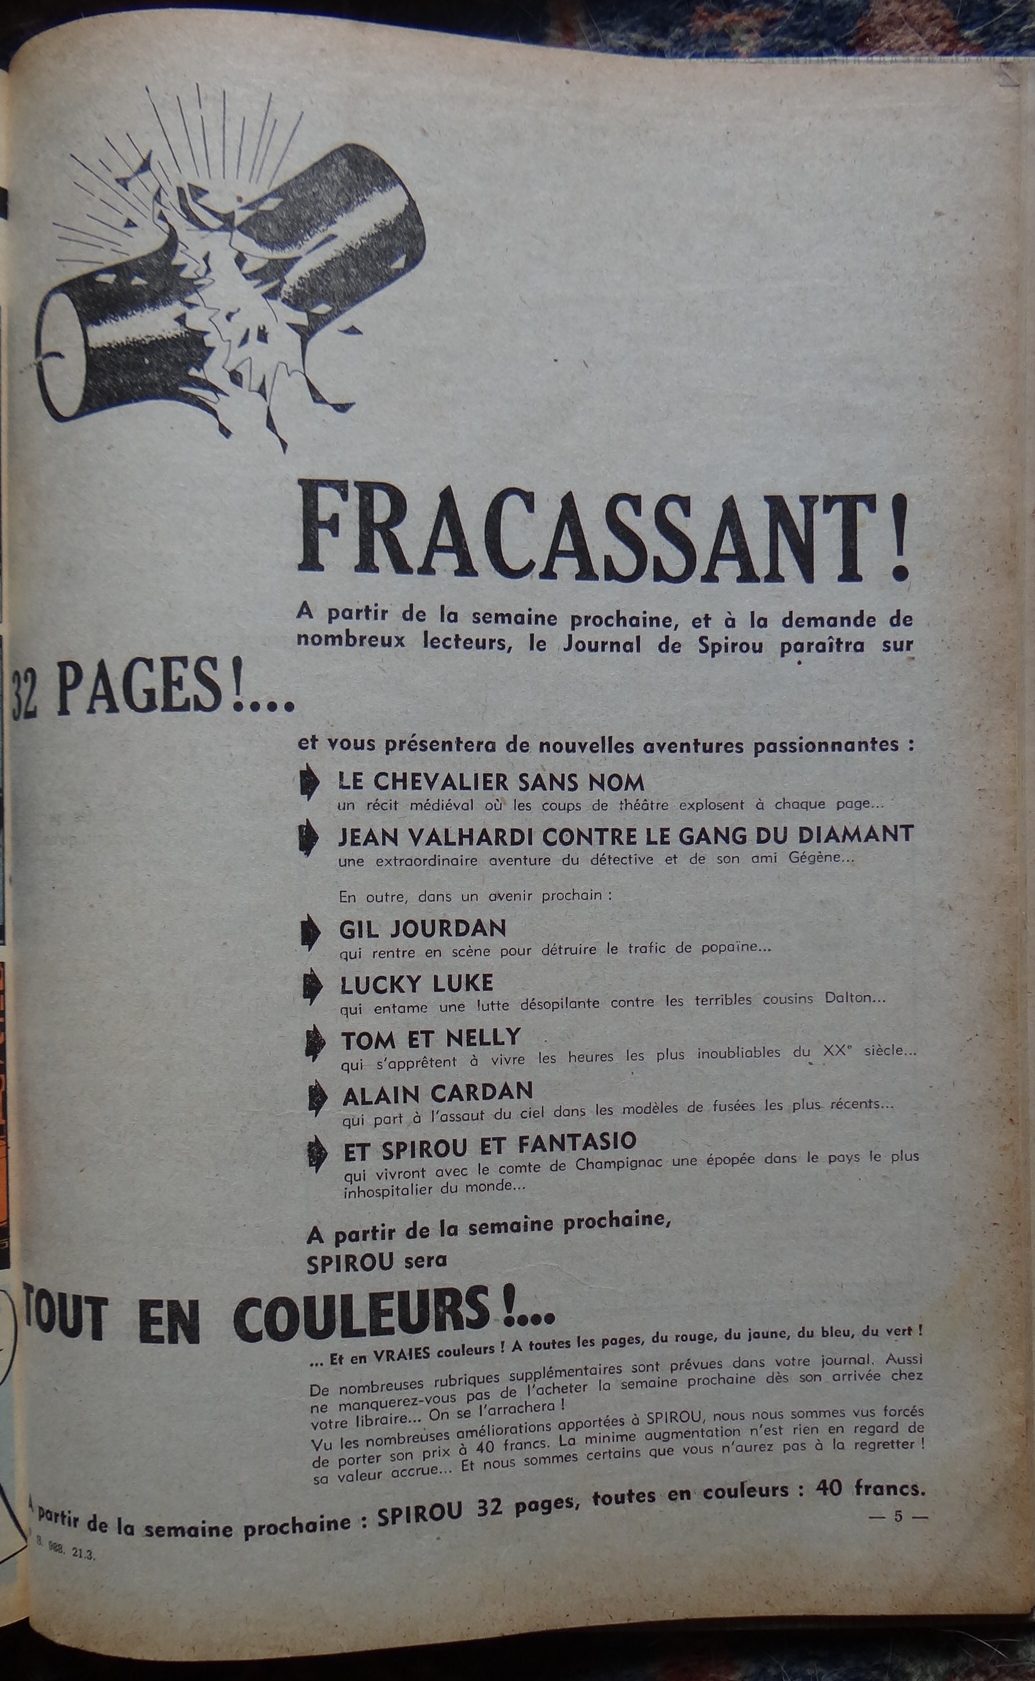 FRACASSANT!
A partir de la semaine prochaine, et à la demande de
nombreux lecteurs, le Journal de Spirou paraîtra sur
32 PAGES!...
et vous présentera de nouvelles aventures passionnantes :
LE CHEVALIER SANS NOM
un récit médiéval où les coups de théâtre explosent à chaque page...
JEAN VALHARDI CONTRE LE GANG DU DIAMANT
une extraordinaire aventure du détective et de son ami Gégène...
En outre, dans un avenir prochain :
GIL JOURDAN
qui rentre en scène pour détruire le trafic de popaïne...
LUCKY LUKE
qui entame une lutte désopilante contre les terribles cousins Dalton...
TOM ET NELLY
qui s'apprêtent à vivre les heures les plus inoubliables du XXe siècle...
ALAIN CARDAN
qui part à l'assaut du ciel dans les modèles de fusées les plus récents...
ET SPIROU ET FANTASIO
qui vivront avec le comte de Champignac une épopée dans le pays le plus
inhospitalier du monde...
A partir de la semaine prochaine,
SPIROU sera
TOUT EN COULEURS!...
... Et en VRAIES couleurs ! A toutes les pages, du rouge, du jaune, du bleu, du vert !
De nombreuses rubriques supplémentaires sont prévues dans votre journal. Aussi
ne manquerez-vous pas de l'acheter la semaine prochaine dès son arrivée chez
votre libraire... On se l'arrachera !
Vu les nombreuses améliorations apportées à SPIROU, nous nous sommes vus forcés
de porter son prix à 40 francs. La minime augmentation n'est rien en regard de
sa valeur accrue... Et nous sommes certains que vous n'aurez pas à la regretter !
A partir de la semaine prochaine : SPIROU 32 pages, toutes en couleurs : 40 francs.
— 5 —
988. 21.3.